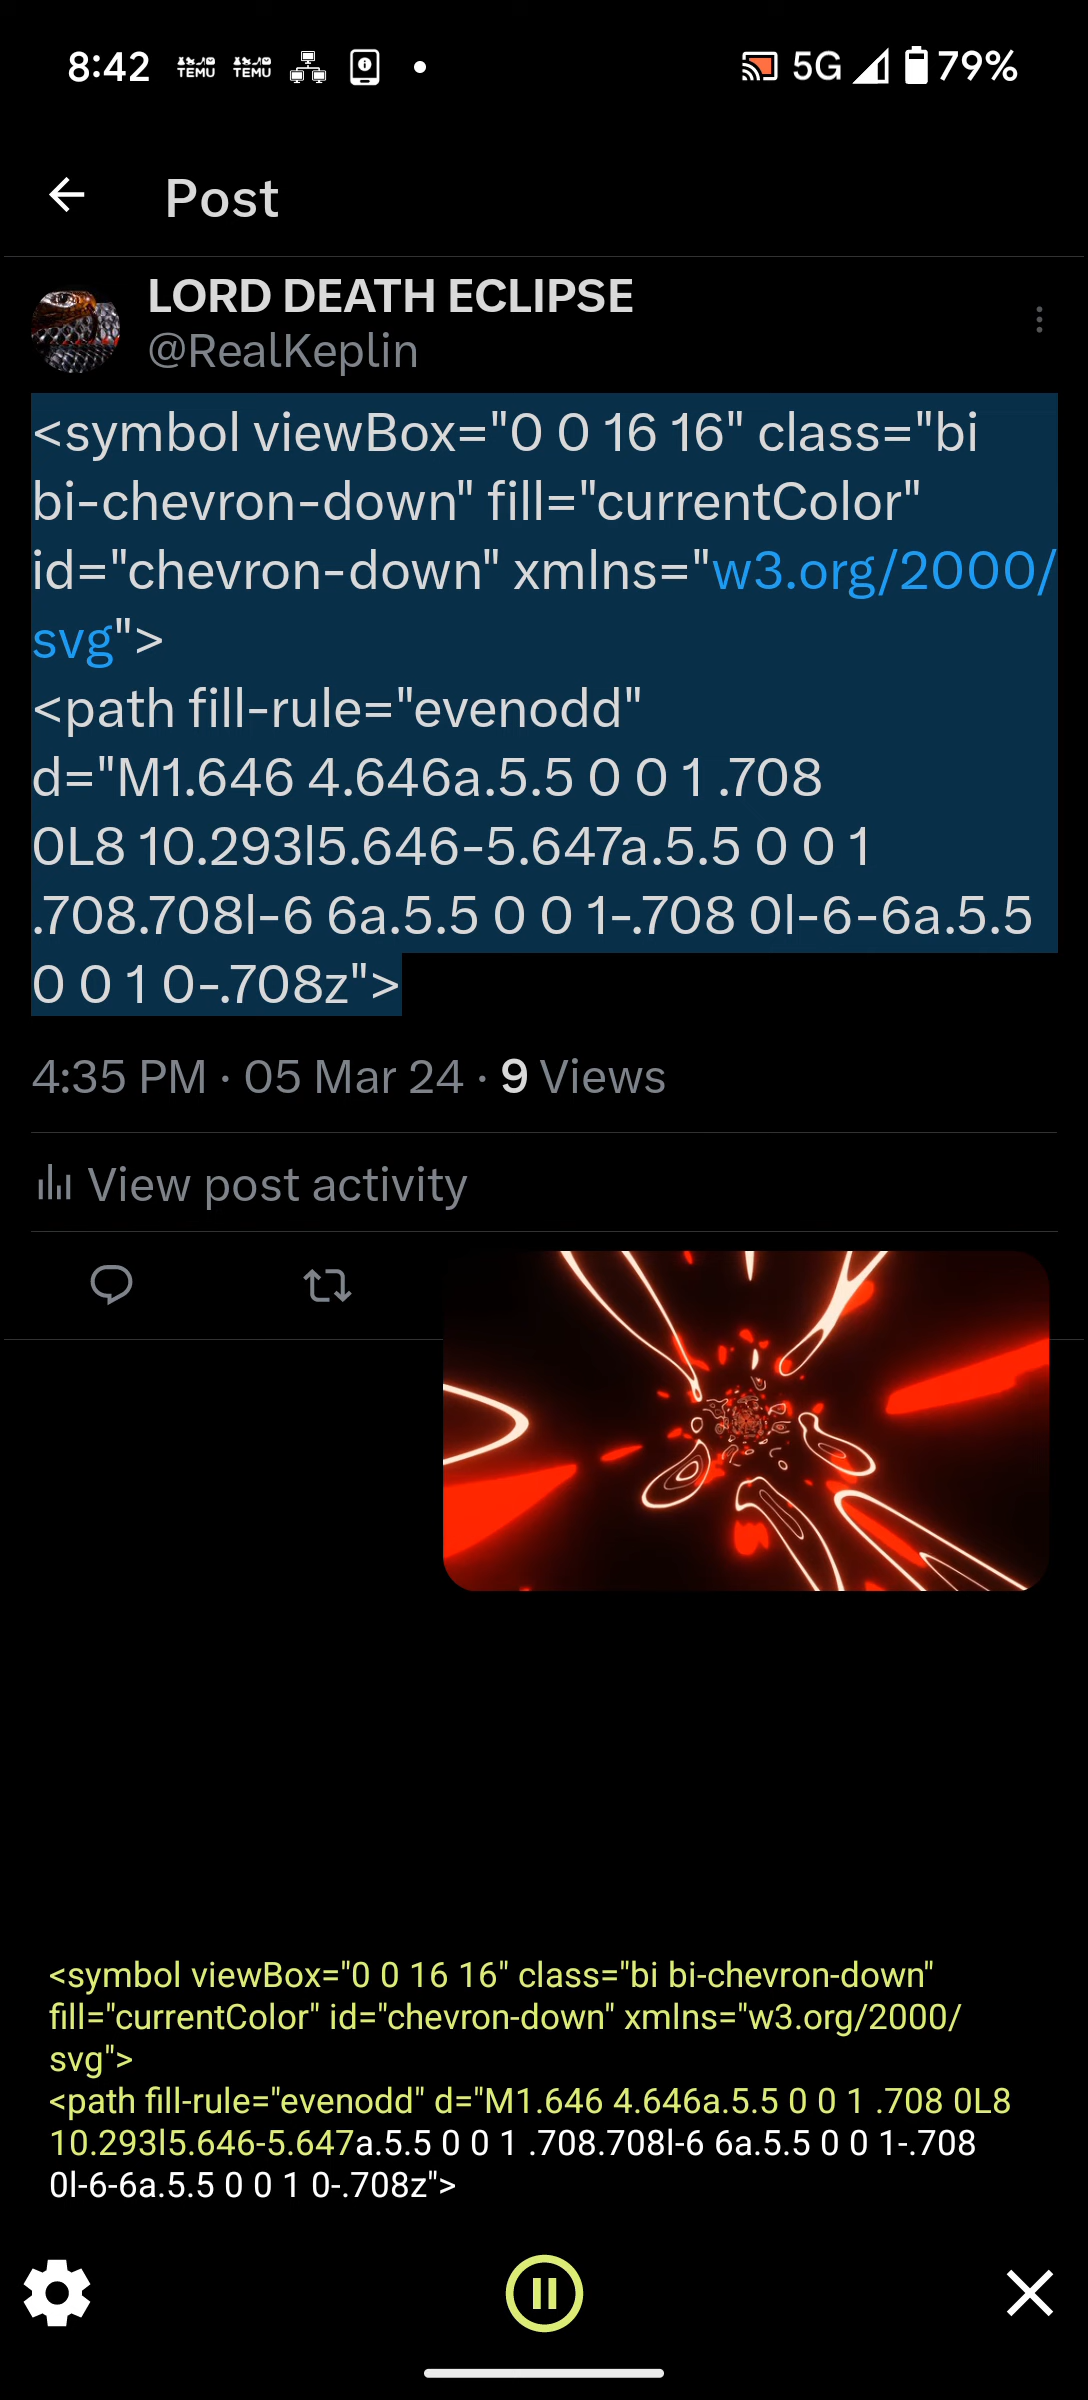 8:42 TEMU TEMU 5G 79%
Post
LORD DEATH ECLIPSE
@RealKeplin
<symbol viewBox="0 0 16 16" class="bi
bi-chevron-down" fill="currentColor"
id="chevron-down" xmlns="w3.org/2000/
svg">
<path fill-rule="evenodd"
d="M1.646 4.646a.5.5 0 0 1 .708
0L8 10.293l5.646-5.647a.5.5 0 0 1
.708.708l-6 6a.5.5 0 0 1-.708 0l-6-6a.5.5
0 0 1 0-.708z">
4:35 PM · 05 Mar 24 · 9 Views
View post activity
<symbol viewBox="0 0 16 16" class="bi bi-chevron-down"
fill="currentColor" id="chevron-down" xmlns="w3.org/2000/
svg">
<path fill-rule="evenodd" d="M1.646 4.646a.5.5 0 0 1 .708 0L8
10.293l5.646-5.647a.5.5 0 0 1 .708.708l-6 6a.5.5 0 0 1-.708
0l-6-6a.5.5 0 0 1 0-.708z">